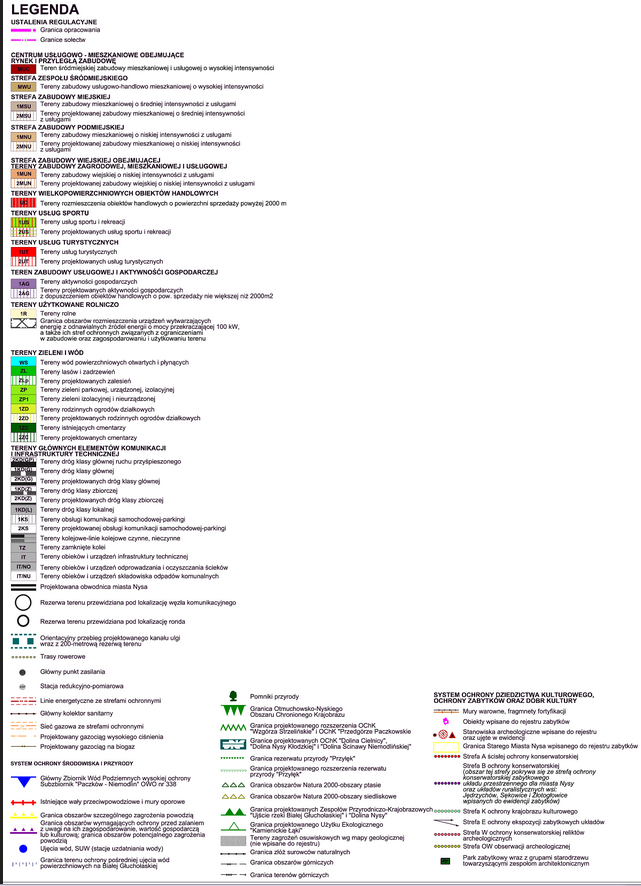 LEGENDA
USTALENIA REGULACYJNE
Granica opracowania
Granice sołectw
CENTRUM USŁUGOWO - MIESZKANIOWE OBEJMUJĄCE
RYNEK I PRZYLEGŁĄ ZABUDOWĘ
Teren śródmiejskiej zabudowy mieszkaniowej i usługowej o wysokiej intensywności
STREFA ZESPOŁU ŚRÓDMIEJSKIEGO
MWU Tereny zabudowy usługowo-handlowo mieszkaniowej o wysokiej intensywności
STREFA ZABUDOWY MIEJSKIEJ
1MSU Tereny zabudowy mieszkaniowej o średniej intensywności z usługami
2MSU Tereny projektowanej zabudowy mieszkaniowej o średniej intensywności
z usługami
STREFA ZABUDOWY PODMIEJSKIEJ
1MNU Tereny zabudowy mieszkaniowej o niskiej intensywności z usługami
2MNU Tereny projektowanej zabudowy mieszkaniowej o niskiej intensywności
z usługami
STREFA ZABUDOWY WIEJSKIEJ OBEJMUJĄCEJ
TERENY ZABUDOWY ZAGRODOWEJ, MIESZKANIOWEJ I USŁUGOWEJ
1MUN Tereny zabudowy wiejskiej o niskiej intensywności z usługami
2MUN Tereny projektowanej zabudowy wiejskiej o niskiej intensywności z usługami
TERENY WIELKOPOWIERZCHNIOWYCH OBIEKTÓW HANDLOWYCH
UC Tereny rozmieszczenia obiektów handlowych o powierzchni sprzedaży powyżej 2000 m
TERENY USŁUG SPORTU
1US Tereny usług sportu i rekreacji
2US Tereny projektowanych usług sportu i rekreacji
TERENY USŁUG TURYSTYCZNYCH
1UT Tereny usług turystycznych
2UT Tereny projektowanych usług turystycznych
TEREN ZABUDOWY USŁUGOWEJ I AKTYWNOŚCI GOSPODARCZEJ
1AG Tereny aktywności gospodarczych
2AG Tereny projektowanych aktywności gospodarczych
z dopuszczeniem obiektów handlowych o pow. sprzedaży nie większej niż 2000m2
TERENY UŻYTKOWANE ROLNICZO
1R Tereny rolne
Granica obszarów rozmieszczenia urządzeń wytwarzających
energię z odnawialnych źródeł energii o mocy przekraczającej 100 kW,
a także ich stref ochronnych związanych z ograniczeniami
w zabudowie oraz zagospodarowaniu i użytkowaniu terenu
TERENY ZIELENI I WÓD
WS Tereny wód powierzchniowych otwartych i płynących
ZL Tereny lasów i zadrzewień
ZLp Tereny projektowanych zalesień
ZP Tereny zieleni parkowej, urządzonej, izolacyjnej
ZP1 Tereny zieleni izolacyjnej i nieurządzonej
1ZD Tereny rodzinnych ogrodów działkowych
2ZD Tereny projektowanych rodzinnych ogrodów działkowych
1ZC Tereny istniejących cmentarzy
2ZC Tereny projektowanych cmentarzy
TERENY GŁÓWNYCH ELEMENTÓW KOMUNIKACJI
I INFRASTRUKTURY TECHNICZNEJ
2KD(GP) Tereny dróg klasy głównej ruchu przyśpieszonego
1KD(G) Tereny dróg klasy głównej
2KD(G) Tereny projektowanych dróg klasy głównej
1KD(Z) Tereny dróg klasy zbiorczej
2KD(Z) Tereny projektowanych dróg klasy zbiorczej
1KD(L) Tereny dróg klasy lokalnej
1KS Tereny obsługi komunikacji samochodowej-parkingi
2KS Tereny projektowanej obsługi komunikacji samochodowej-parkingi
Tereny kolejowe-linie kolejowe czynne, nieczynne
TZ Tereny zamknięte kolei
IT Tereny obiektów i urządzeń infrastruktury technicznej
IT/NO Tereny obiektów i urządzeń odprowadzania i oczyszczania ścieków
IT/NU Tereny obiektów i urządzeń składowiska odpadów komunalnych
Projektowana obwodnica miasta Nysa
Rezerwa terenu przewidziana pod lokalizację węzła komunikacyjnego
Rezerwa terenu przewidziana pod lokalizację ronda
Orientacyjny przebieg projektowanego kanału ulgi
wraz z 200-metrową rezerwą terenu
Trasy rowerowe
Główny punkt zasilania
Stacja redukcyjno-pomiarowa
Linie energetyczne ze strefami ochronnymi
Główny kolektor sanitarny
Sieć gazowa ze strefami ochronnymi
Projektowany gazociąg wysokiego ciśnienia
Projektowany gazociąg na biogaz
SYSTEM OCHRONY ŚRODOWISKA I PRZYRODY
Główny Zbiornik Wód Podziemnych wysokiej ochrony
Subzbiornik "Paczków - Niemodlin" OWO nr 338
Istniejące wały przeciwpowodziowe i mury oporowe
Granica obszarów szczególnego zagrożenia powodzią
Granica obszarów wymagających ochrony przed zalaniem
z uwagi na ich zagospodarowanie, wartość gospodarczą
lub kulturową; granica obszarów potencjalnego zagrożenia
powodzią
Ujęcia wód, SUW (stacje uzdatniania wody)
Granica terenu ochrony pośredniej ujęcia wód
powierzchniowych na Białej Głuchołaskiej
Pomniki przyrody
Granica Otmuchowsko-Nyskiego
Obszaru Chronionego Krajobrazu
Granica projektowanego rozszerzenia OChK
"Wzgórza Strzelińskie" i OChK "Przedgórze Paczkowskie
Granica projektowanych OChK "Dolina Cielnicy",
"Dolina Nysy Kłodzkiej" i "Dolina Ścinawy Niemodlińskiej"
Granica rezerwatu przyrody "Przyłęk"
Granica projektowanego rozszerzenia rezerwatu
przyrody "Przyłęk"
Granica obszarów Natura 2000-obszary ptasie
Granica obszarów Natura 2000-obszary siedliskowe
Granica projektowanych Zespołów Przyrodniczo-Krajobrazowych
"Ujście rzeki Białej Głuchołaskiej" i "Dolina Nysy"
Granica projektowanego Użytku Ekologicznego
"Kamienickie Łąki"
Tereny zagrożeń osuwiskowych wg mapy geologicznej
(nie wpisane do rejestru)
Granica złóż surowców naturalnych
Granica obszarów górniczych
Granica terenów górniczych
SYSTEM OCHRONY DZIEDZICTWA KULTUROWEGO,
OCHRONY ZABYTKÓW ORAZ DÓBR KULTURY
Mury warowne, fragmenty fortyfikacji
Obiekty wpisane do rejestru zabytków
Stanowiska archeologiczne wpisane do rejestru
oraz ujęte w ewidencji
Granica Starego Miasta Nysa wpisanego do rejestru zabytków
Strefa A ścisłej ochrony konserwatorskiej
Strefa B ochrony konserwatorskiej
(obszar tej strefy pokrywa się ze strefą ochrony
konserwatorskiej zabytkowego
układu przestrzennego dla miasta Nysy
oraz układów ruralistycznych wsi:
Jędrzychów, Sękowice i Złotogłowice
wpisanych do ewidencji zabytków)
Strefa K ochrony krajobrazu kulturowego
Strefa E ochrony ekspozycji zabytkowych układów
Strefa W ochrony konserwatorskiej reliktów
archeologicznych
Strefa OW obserwacji archeologicznej
Park zabytkowy wraz z grupami starodrzewu
towarzyszący zespołom architektonicznym